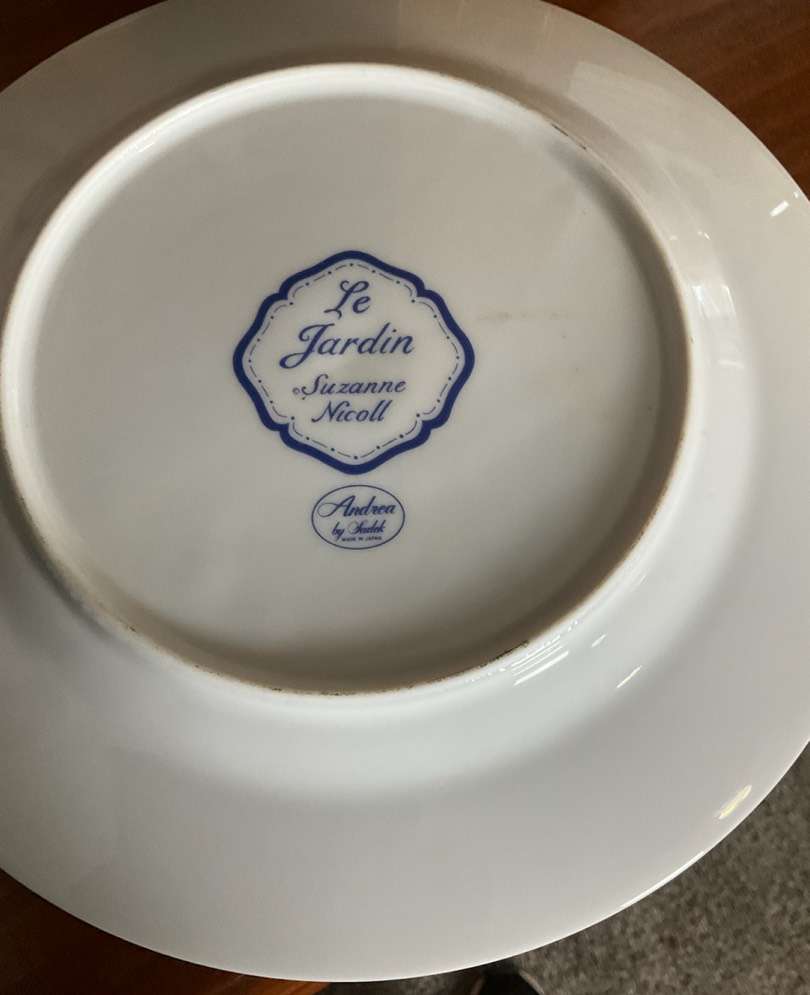 Le
Jardin
©Suzanne
Nicoll
Andrea
by Sadek
MADE IN JAPAN